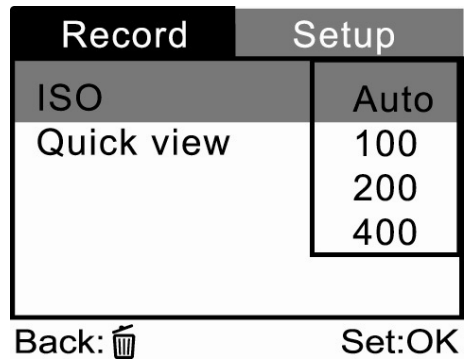 Record Setup
ISO Auto
Quick view 100
200
400
Back: Set:OK